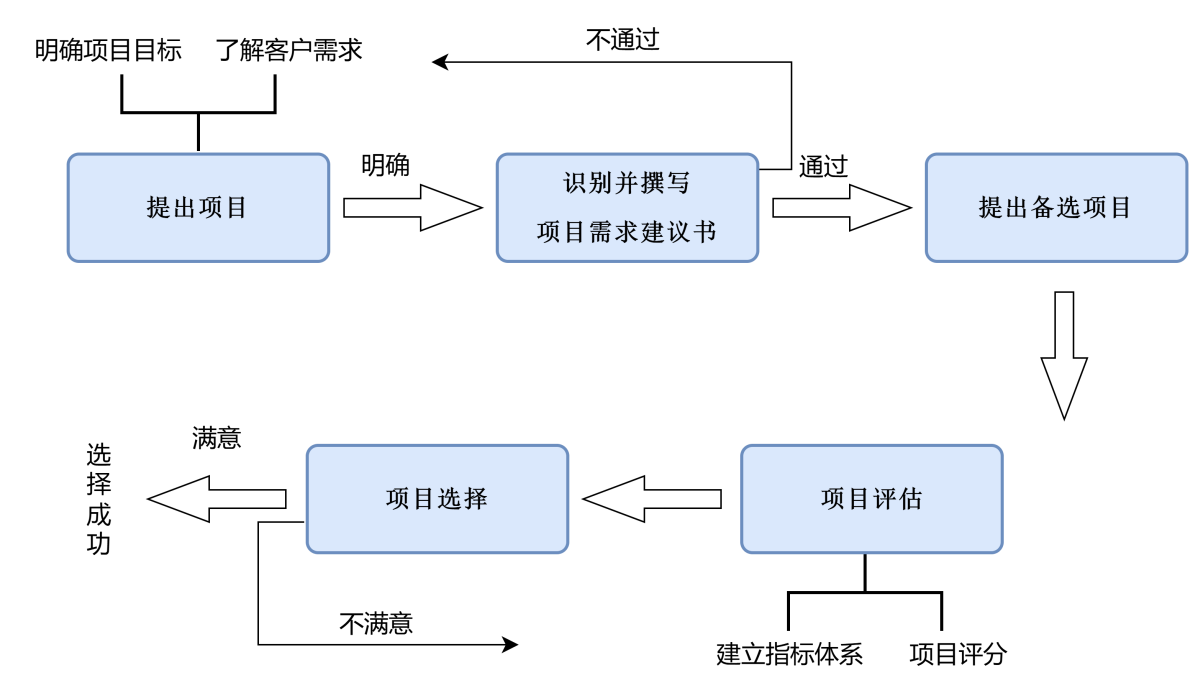 明确项目目标
了解客户需求
不通过
提出项目
明确
识别并撰写
项目需求建议书
通过
提出备选项目
选择成功
满意
项目选择
项目评估
不满意
建立指标体系
项目评分